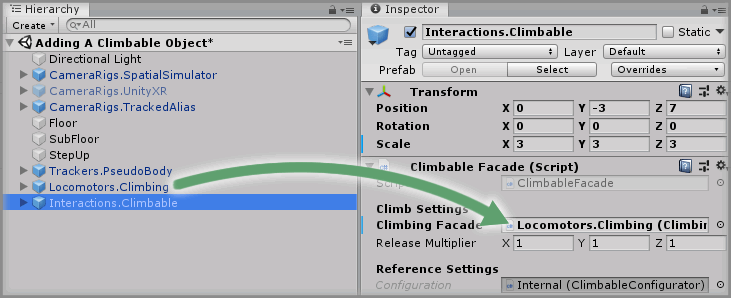 Hierarchy
Create
All
Adding A Climbable Object*
Directional Light
CameraRigs.SpatialSimulator
CameraRigs.UnityXR
CameraRigs.TrackedAlias
Floor
SubFloor
StepUp
Trackers.PseudoBody
Locomotors.Climbing
Interactions.Climbable
Inspector
Interactions.Climbable Static
Tag Untagged Layer Default
Prefab Open Select Overrides
Transform
Position X 0 Y -3 Z 7
Rotation X 0 Y 0 Z 0
Scale X 3 Y 3 Z 3
Climbable Facade (Script)
Script ClimbableFacade
Climb Settings
Climbing Facade Locomotors.Climbing (Climbin
Release Multiplier X 1 Y 1 Z 1
Reference Settings
Configuration Internal (ClimbableConfigurator)